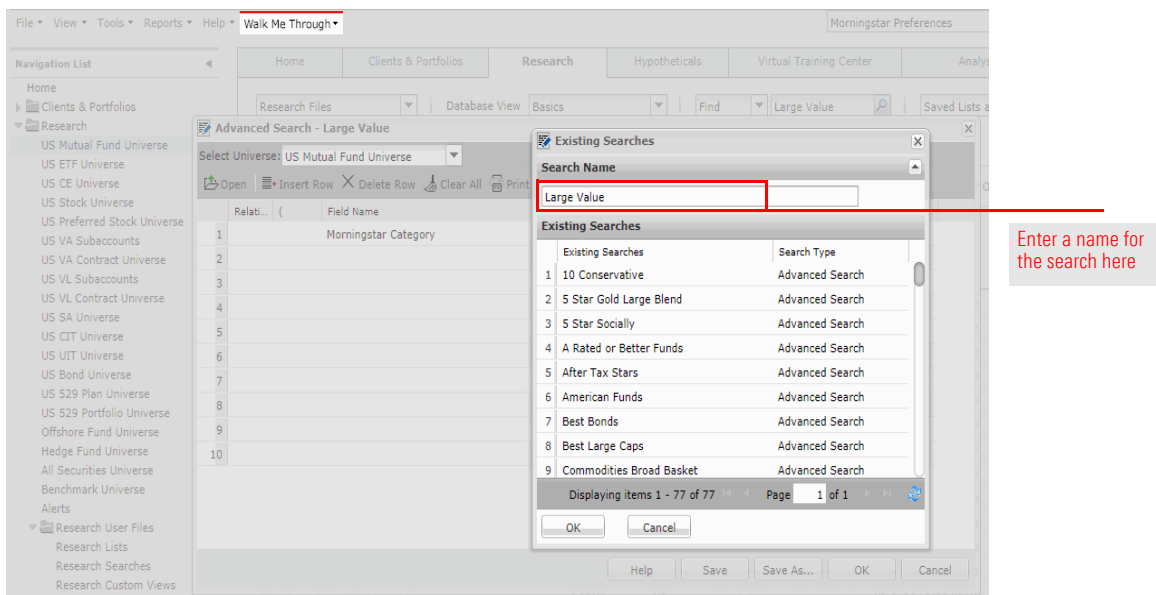 File View Tools Reports Help Walk Me Through Morningstar Preferences
Navigation List
Home Clients & Portfolios Research Hypotheticals Virtual Training Center
Home
Clients & Portfolios
Research
US Mutual Fund Universe
US ETF Universe
US CE Universe
US Stock Universe
US Preferred Stock Universe
US VA Subaccounts
US VA Contract Universe
US VL Subaccounts
US VL Contract Universe
US SA Universe
US CIT Universe
US UIT Universe
US Bond Universe
US 529 Plan Universe
US 529 Portfolio Universe
Offshore Fund Universe
Hedge Fund Universe
All Securities Universe
Benchmark Universe
Alerts
Research User Files
Research Lists
Research Searches
Research Custom Views
Research Files Database View Basics Find Large Value Saved Lists a
Advanced Search - Large Value
Select Universe: US Mutual Fund Universe
Open Insert Row Delete Row Clear All Print
Relati... ( Field Name
1 Morningstar Category
2
3
4
5
6
7
8
9
10
Help Save Save As... OK Cancel
Existing Searches
Search Name
Large Value
Existing Searches
Existing Searches Search Type
1 10 Conservative Advanced Search
2 5 Star Gold Large Blend Advanced Search
3 5 Star Socially Advanced Search
4 A Rated or Better Funds Advanced Search
5 After Tax Stars Advanced Search
6 American Funds Advanced Search
7 Best Bonds Advanced Search
8 Best Large Caps Advanced Search
9 Commodities Broad Basket Advanced Search
Displaying items 1 - 77 of 77 Page 1 of 1
OK Cancel
Enter a name for
the search here